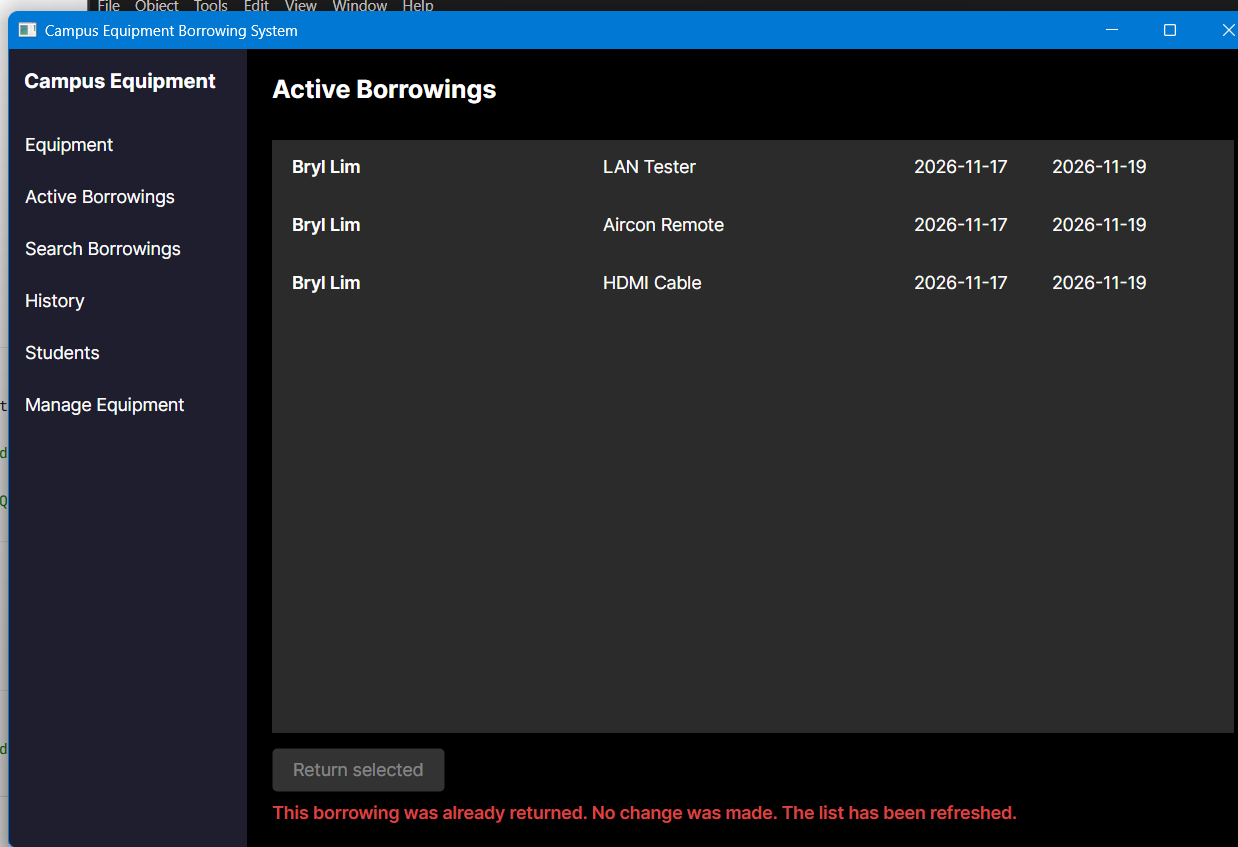 File Object Tools Edit View Window Help
Campus Equipment Borrowing System
Campus Equipment
Equipment
Active Borrowings
Search Borrowings
History
Students
Manage Equipment
Active Borrowings
Bryl Lim LAN Tester 2026-11-17 2026-11-19
Bryl Lim Aircon Remote 2026-11-17 2026-11-19
Bryl Lim HDMI Cable 2026-11-17 2026-11-19
Return selected
This borrowing was already returned. No change was made. The list has been refreshed.
t
d
Q
d